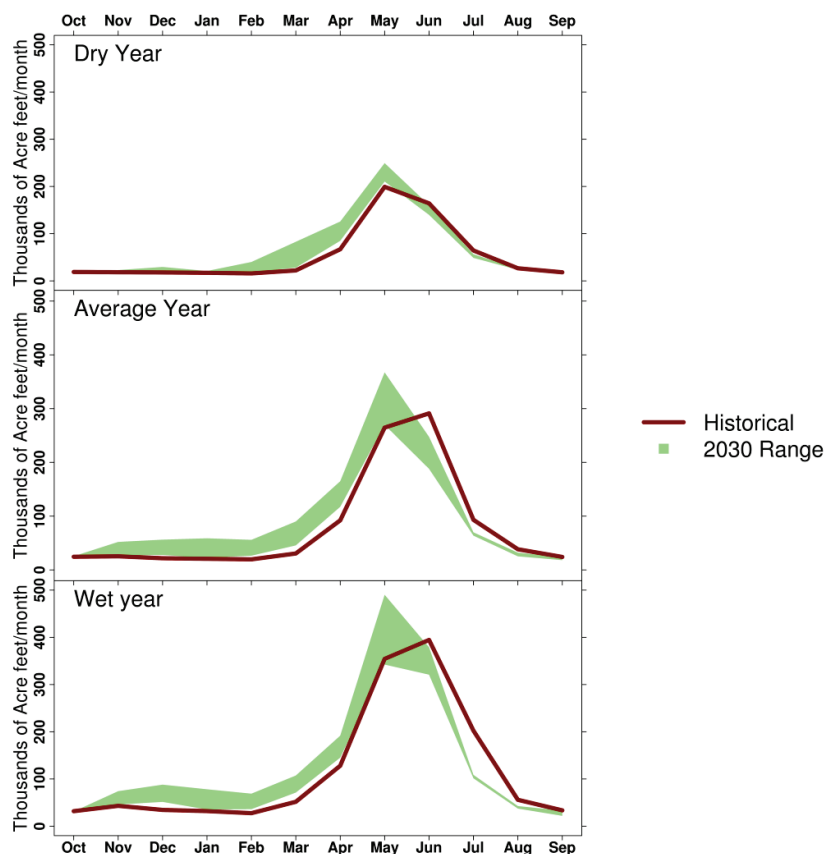 Oct Nov Dec Jan Feb Mar Apr May Jun Jul Aug Sep
Dry Year
Thousands of Acre feet/month
500
400
300
200
100
0
Average Year
Thousands of Acre feet/month
500
400
300
200
100
0
Historical
2030 Range
Wet year
Thousands of Acre feet/month
500
400
300
200
100
0
Oct Nov Dec Jan Feb Mar Apr May Jun Jul Aug Sep